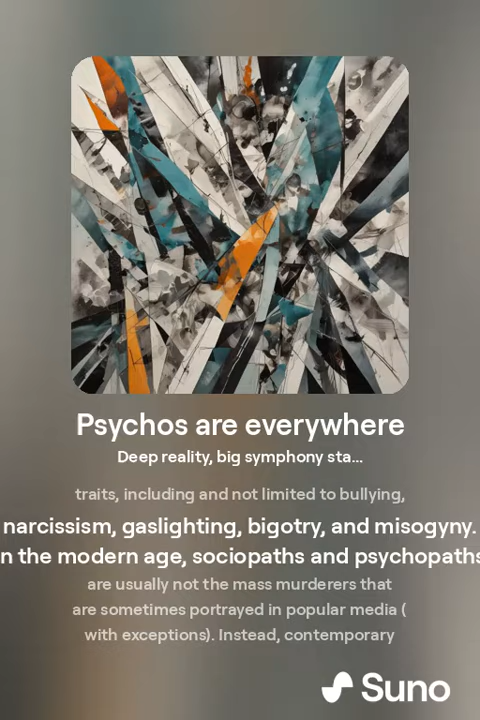 Psychos are everywhere
Deep reality, big symphony sta...
traits, including and not limited to bullying,
narcissism, gaslighting, bigotry, and misogyny.
n the modern age, sociopaths and psychopaths
are usually not the mass murderers that
are sometimes portrayed in popular media (
with exceptions). Instead, contemporary
Suno